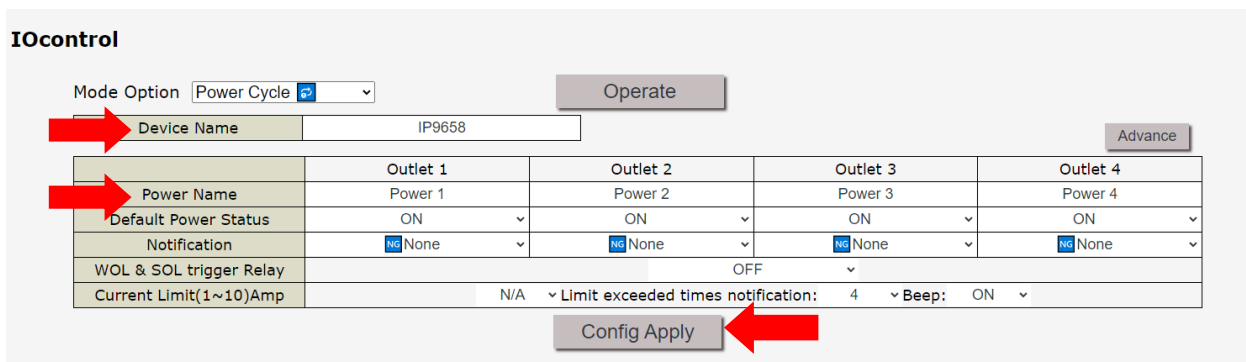 IOcontrol
Mode Option Power Cycle Operate
Device Name IP9658
Advance
Outlet 1 Outlet 2 Outlet 3 Outlet 4
Power Name Power 1 Power 2 Power 3 Power 4
Default Power Status ON ON ON ON
Notification NG None NG None NG None NG None
WOL & SOL trigger Relay OFF
Current Limit(1~10)Amp N/A Limit exceeded times notification: 4 Beep: ON
Config Apply